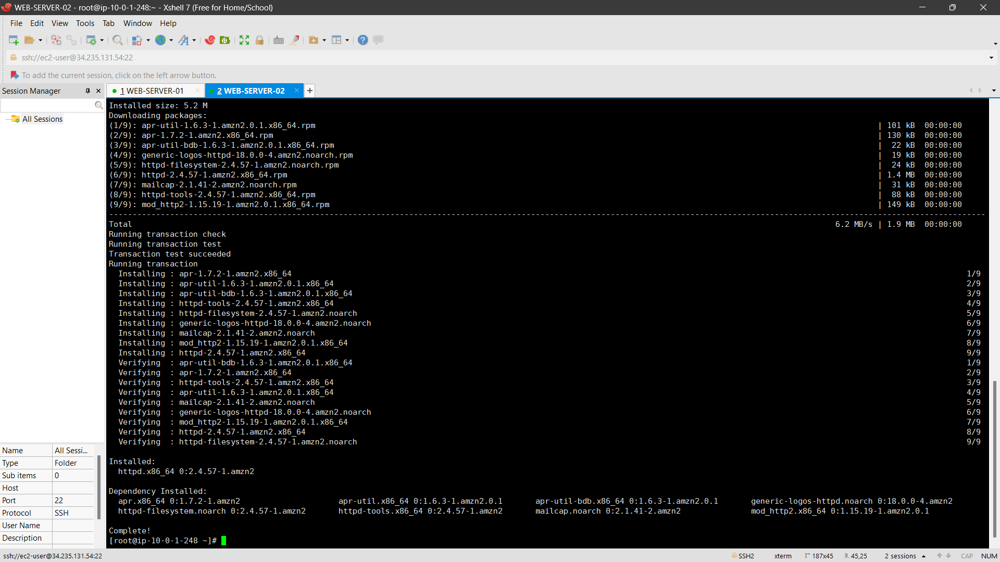 WEB-SERVER-02 - root@ip-10-0-1-248:~ - Xshell 7 (Free for Home/School)
File Edit View Tools Tab Window Help
ssh://ec2-user@34.235.131.54:22
To add the current session, click on the left arrow button.
Session Manager
1 WEB-SERVER-01
2 WEB-SERVER-02
All Sessions
Installed size: 5.2 M
Downloading packages:
(1/9): apr-util-1.6.3-1.amzn2.0.1.x86_64.rpm | 101 kB 00:00:00
(2/9): apr-1.7.2-1.amzn2.x86_64.rpm | 130 kB 00:00:00
(3/9): apr-util-bdb-1.6.3-1.amzn2.0.1.x86_64.rpm | 22 kB 00:00:00
(4/9): generic-logos-httpd-18.0.0-4.amzn2.noarch.rpm | 19 kB 00:00:00
(5/9): httpd-filesystem-2.4.57-1.amzn2.noarch.rpm | 24 kB 00:00:00
(6/9): httpd-2.4.57-1.amzn2.x86_64.rpm | 1.4 MB 00:00:00
(7/9): mailcap-2.1.41-2.amzn2.noarch.rpm | 31 kB 00:00:00
(8/9): httpd-tools-2.4.57-1.amzn2.x86_64.rpm | 88 kB 00:00:00
(9/9): mod_http2-1.15.19-1.amzn2.0.1.x86_64.rpm | 149 kB 00:00:00
Total 6.2 MB/s | 1.9 MB 00:00:00
Running transaction check
Running transaction test
Transaction test succeeded
Running transaction
Installing : apr-1.7.2-1.amzn2.x86_64 1/9
Installing : apr-util-1.6.3-1.amzn2.0.1.x86_64 2/9
Installing : apr-util-bdb-1.6.3-1.amzn2.0.1.x86_64 3/9
Installing : httpd-tools-2.4.57-1.amzn2.x86_64 4/9
Installing : httpd-filesystem-2.4.57-1.amzn2.noarch 5/9
Installing : generic-logos-httpd-18.0.0-4.amzn2.noarch 6/9
Installing : mailcap-2.1.41-2.amzn2.noarch 7/9
Installing : mod_http2-1.15.19-1.amzn2.0.1.x86_64 8/9
Installing : httpd-2.4.57-1.amzn2.x86_64 9/9
Verifying : apr-util-bdb-1.6.3-1.amzn2.0.1.x86_64 1/9
Verifying : apr-1.7.2-1.amzn2.x86_64 2/9
Verifying : httpd-tools-2.4.57-1.amzn2.x86_64 3/9
Verifying : apr-util-1.6.3-1.amzn2.0.1.x86_64 4/9
Verifying : mailcap-2.1.41-2.amzn2.noarch 5/9
Verifying : generic-logos-httpd-18.0.0-4.amzn2.noarch 6/9
Verifying : mod_http2-1.15.19-1.amzn2.0.1.x86_64 7/9
Verifying : httpd-2.4.57-1.amzn2.x86_64 8/9
Verifying : httpd-filesystem-2.4.57-1.amzn2.noarch 9/9
Installed:
httpd.x86_64 0:2.4.57-1.amzn2
Dependency Installed:
apr.x86_64 0:1.7.2-1.amzn2 apr-util.x86_64 0:1.6.3-1.amzn2.0.1 apr-util-bdb.x86_64 0:1.6.3-1.amzn2.0.1 generic-logos-httpd.noarch 0:18.0.0-4.amzn2
httpd-filesystem.noarch 0:2.4.57-1.amzn2 httpd-tools.x86_64 0:2.4.57-1.amzn2 mailcap.noarch 0:2.1.41-2.amzn2 mod_http2.x86_64 0:1.15.19-1.amzn2.0.1
Complete!
[root@ip-10-0-1-248 ~]#
Name All Sessi...
Type Folder
Sub items 0
Host
Port 22
Protocol SSH
User Name
Description
ssh://ec2-user@34.235.131.54:22 SSH2 xterm 187x45 45,25 2 sessions CAP NUM